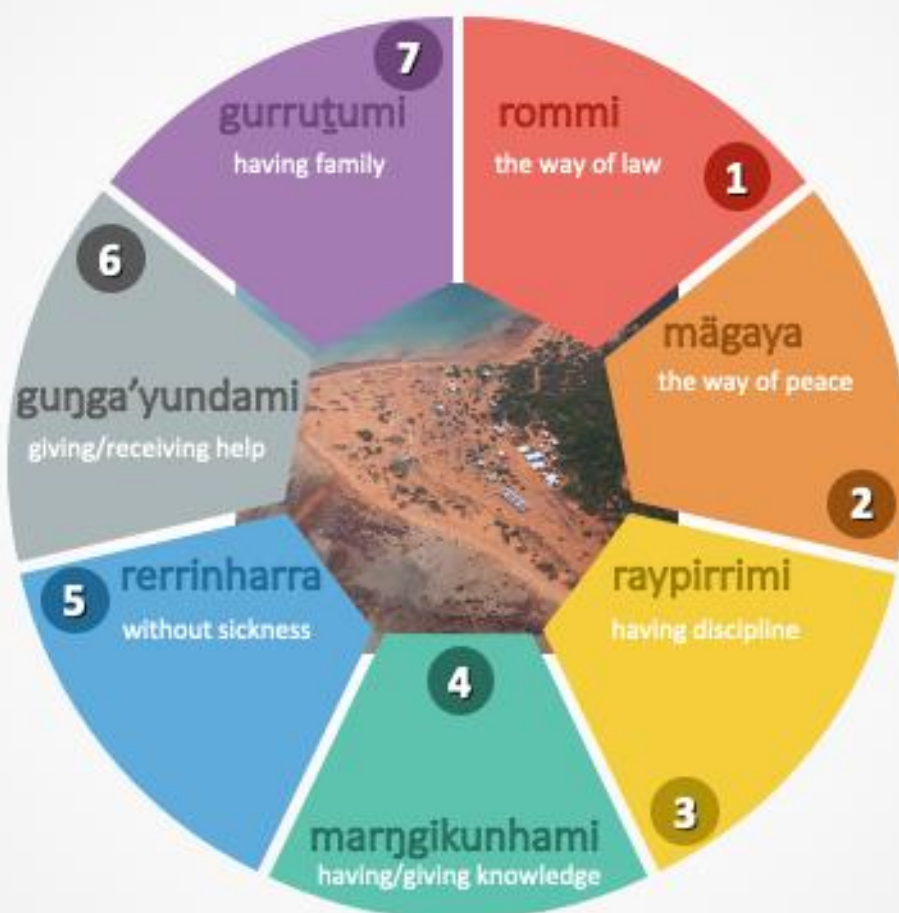 1
rommi
the way of law
2
mägaya
the way of peace
3
raypirrimi
having discipline
4
marŋgikunhami
having/giving knowledge
5
rerrinharra
without sickness
6
guŋga’yundami
giving/receiving help
7
gurruṯumi
having family